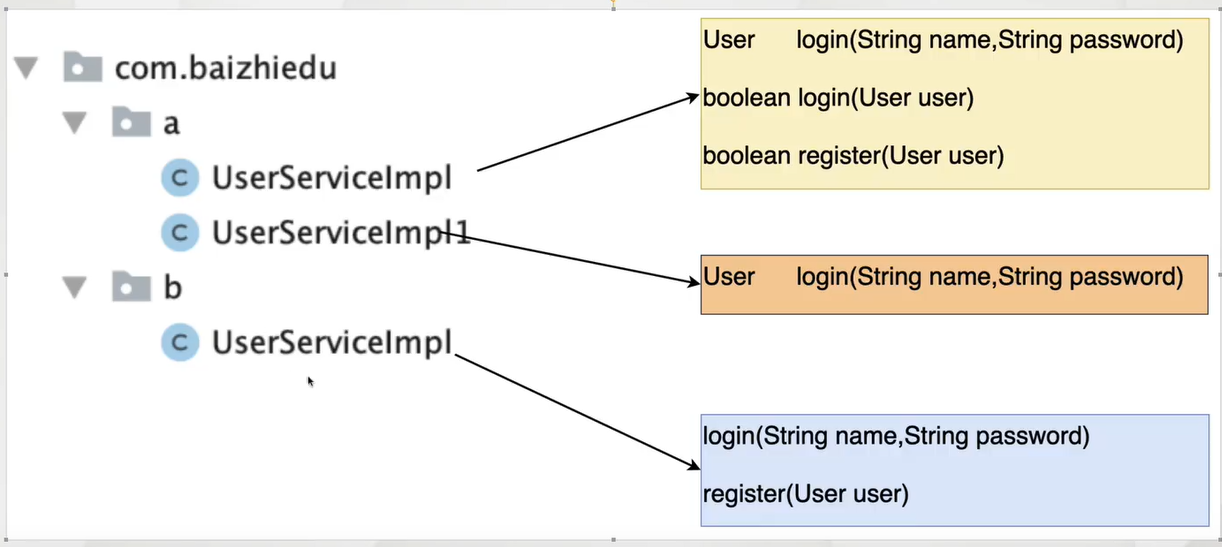 com.baizhiedu
a
UserServiceImpl
UserServiceImpl1
b
UserServiceImpl
User login(String name,String password)
boolean login(User user)
boolean register(User user)
User login(String name,String password)
login(String name,String password)
register(User user)